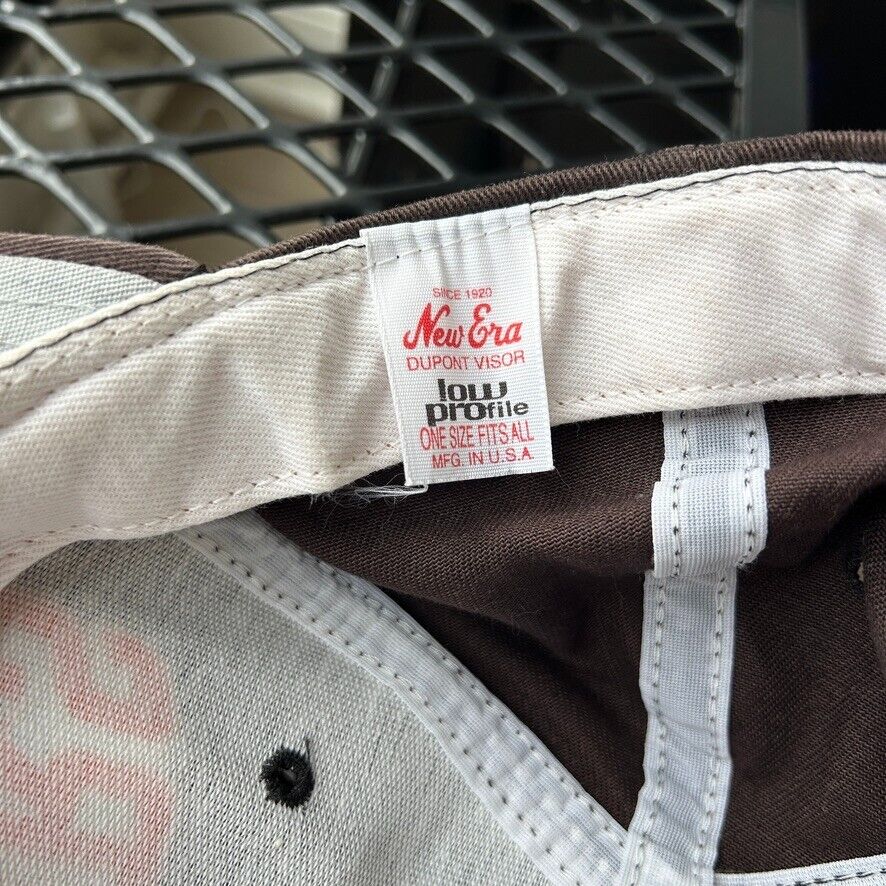 SINCE 1920
New Era
DUPONT VISOR
low
profile
ONE SIZE FITS ALL
MFG. IN U.S.A.